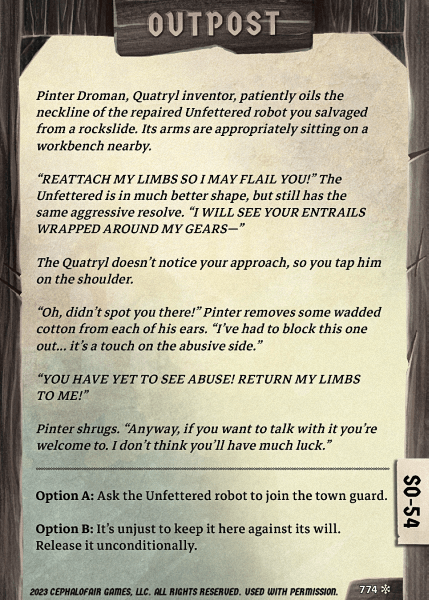 OUTPOST
Pinter Droman, Quatryl inventor, patiently oils the
neckline of the repaired Unfettered robot you salvaged
from a rockslide. Its arms are appropriately sitting on a
workbench nearby.
“REATTACH MY LIMBS SO I MAY FLAIL YOU!” The
Unfettered is in much better shape, but still has the
same aggressive resolve. “I WILL SEE YOUR ENTRAILS
WRAPPED AROUND MY GEARS—”
The Quatryl doesn’t notice your approach, so you tap him
on the shoulder.
“Oh, didn’t spot you there!” Pinter removes some wadded
cotton from each of his ears. “I’ve had to block this one
out... it’s a touch on the abusive side.”
“YOU HAVE YET TO SEE ABUSE! RETURN MY LIMBS
TO ME!”
Pinter shrugs. “Anyway, if you want to talk with it you’re
welcome to. I don’t think you’ll have much luck.”
Option A: Ask the Unfettered robot to join the town guard.
Option B: It’s unjust to keep it here against its will.
Release it unconditionally.
SO-54
2023 CEPHALOFAIR GAMES, LLC. ALL RIGHTS RESERVED. USED WITH PERMISSION.
774